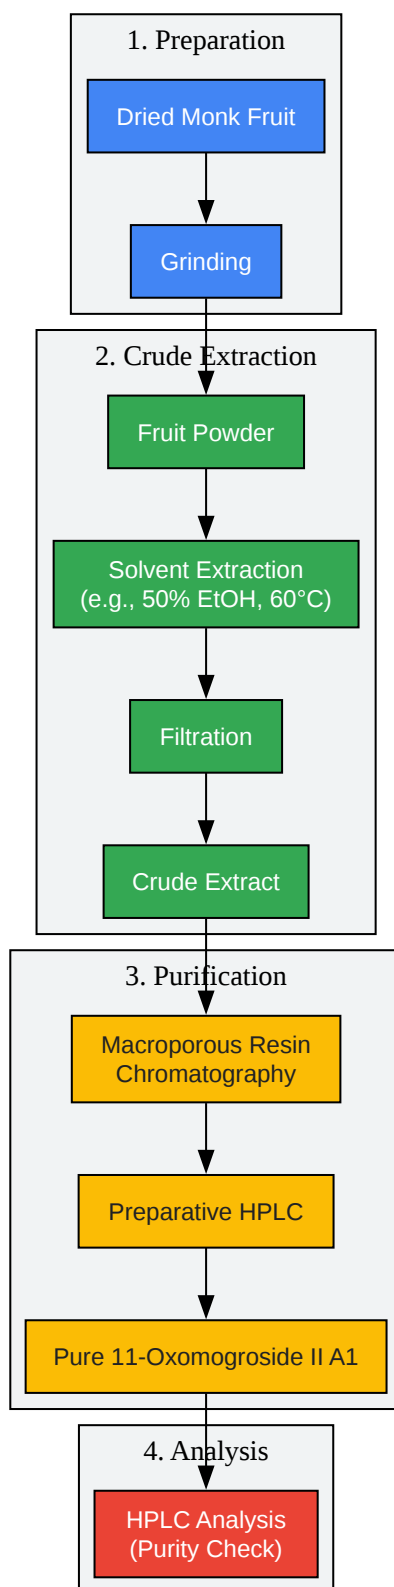 1. Preparation
Dried Monk Fruit
Grinding
2. Crude Extraction
Fruit Powder
Solvent Extraction
(e.g., 50% EtOH, 60°C)
Filtration
Crude Extract
3. Purification
Macroporous Resin
Chromatography
Preparative HPLC
Pure 11-Oxomogroside II A1
4. Analysis
HPLC Analysis
(Purity Check)